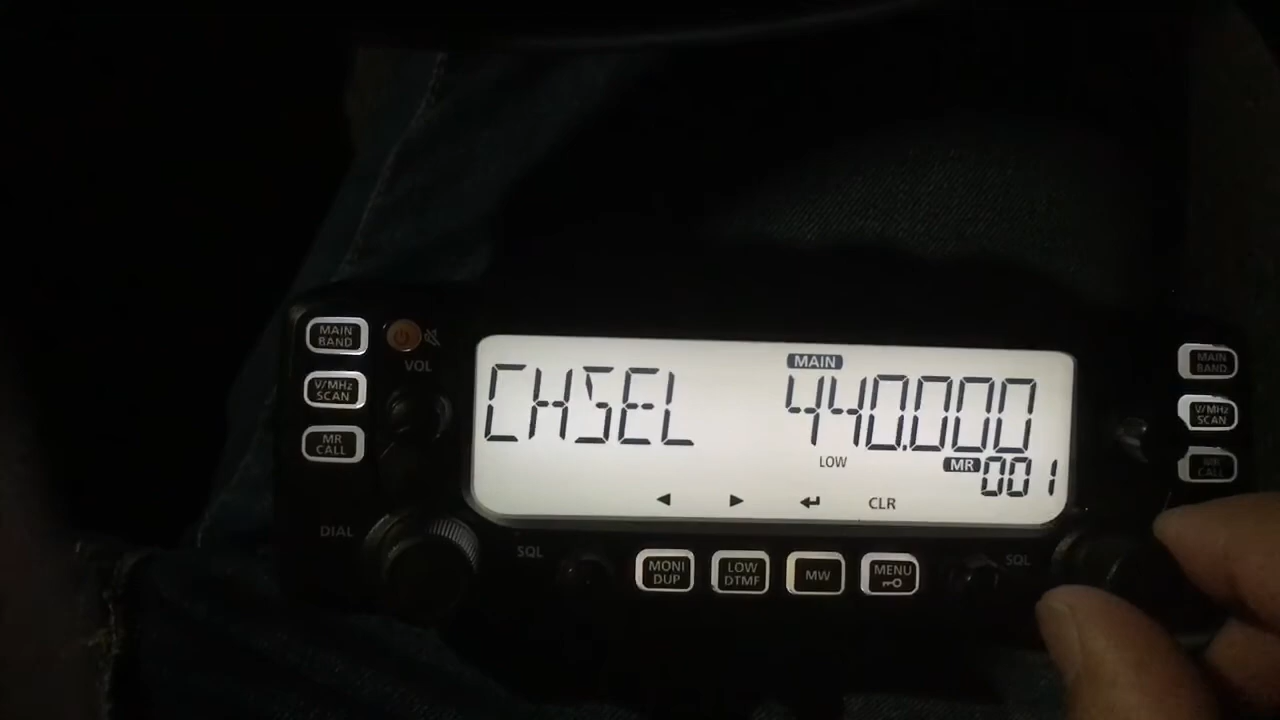 MAIN
BAND
VOL
V/MHz
SCAN
MR
CALL
DIAL
SQL
MAIN
CHSEL 440.000
LOW MR 001
◄ ► ↵ CLR
MONI
DUP
LOW
DTMF
MW
MENU
SQL
MAIN
BAND
V/MHz
SCAN
CALL